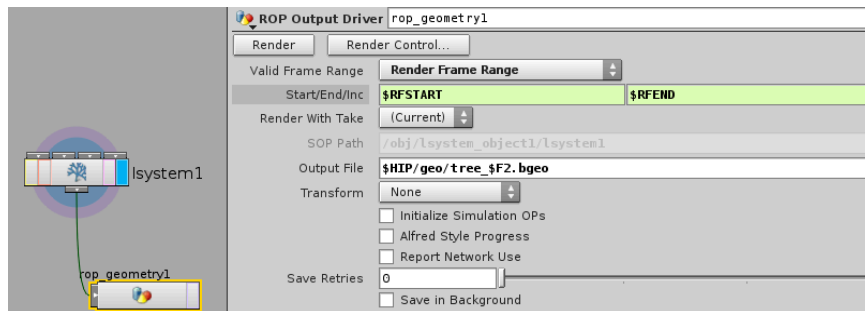 ROP Output Driver rop_geometry1
Render Render Control...
Valid Frame Range Render Frame Range
Start/End/Inc $RFSTART $RFEND
Render With Take (Current)
SOP Path /obj/lsystem_object1/lsystem1
lsystem1
Output File $HIP/geo/tree_$F2.bgeo
Transform None
Initialize Simulation OPs
Alfred Style Progress
Report Network Use
rop_geometry1
Save Retries 0
Save in Background